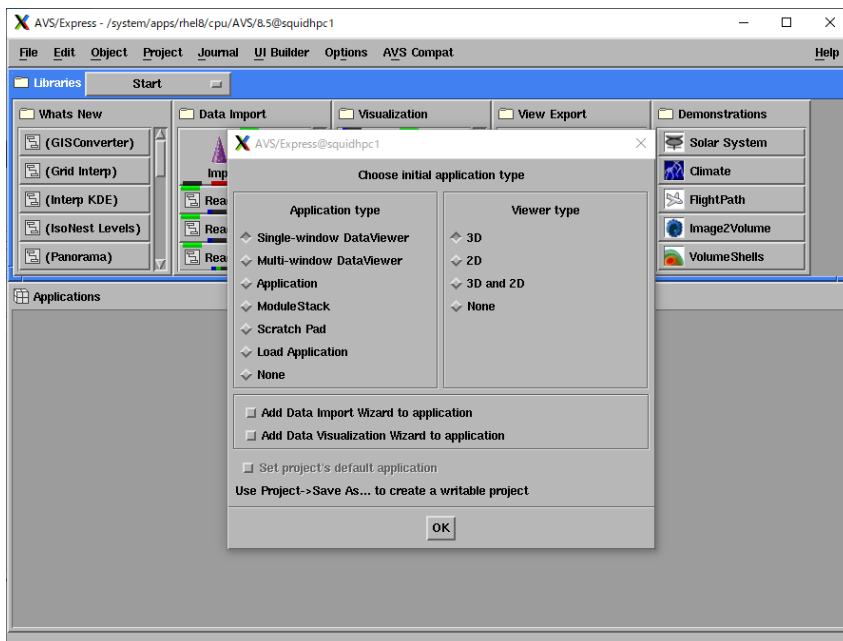 AVS/Express - /system/apps/rhel8/cpu/AVS/8.5@squidhpc1
File Edit Object Project Journal UI Builder Options AVS Compat Help
Libraries Start
Whats New
(GISConverter)
(Grid Interp)
(Interp KDE)
(IsoNest Levels)
(Panorama)
Data Import
Imp
Rea
Rea
Rea
Visualization
View Export
Demonstrations
Solar System
Climate
FlightPath
Image2Volume
VolumeShells
Applications
AVS/Express@squidhpc1
Choose initial application type
Application type
Single-window DataViewer
Multi-window DataViewer
Application
ModuleStack
Scratch Pad
Load Application
None
Viewer type
3D
2D
3D and 2D
None
Add Data Import Wizard to application
Add Data Visualization Wizard to application
Set project's default application
Use Project->Save As... to create a writable project
OK